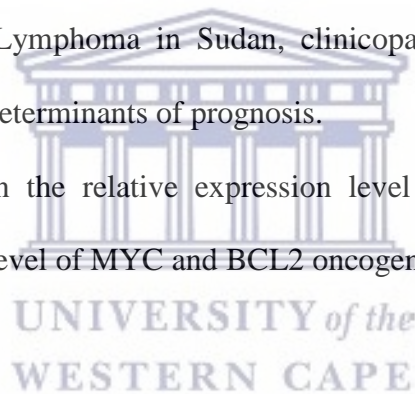 Lymphoma in Sudan, clinicopa
eterminants of prognosis.
n the relative expression level
evel of MYC and BCL2 oncogen
UNIVERSITY of the
WESTERN CAPE